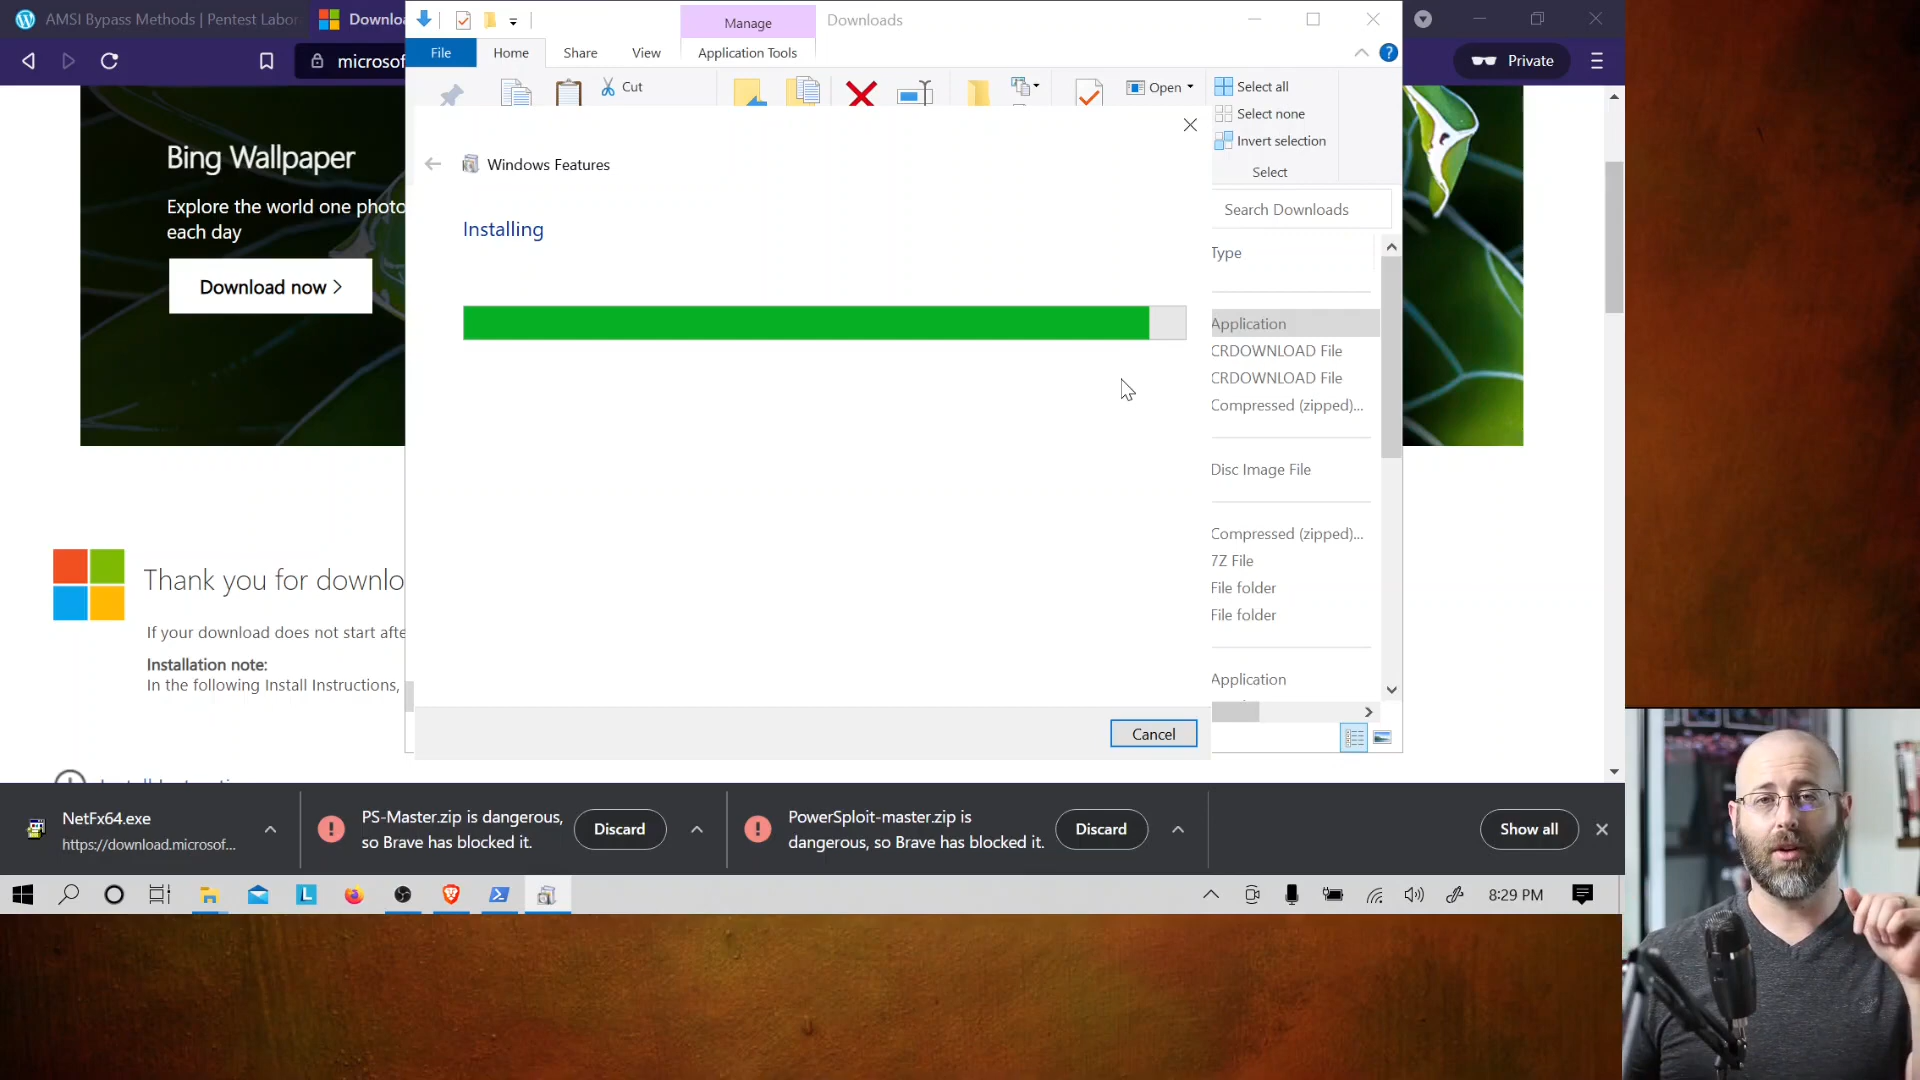 AMSI Bypass Methods | Pentest Labor
Downloa
Manage
Downloads
microsof
File
Home
Share
View
Application Tools
Private
Cut
Open
Select all
Select none
Invert selection
Select
Bing Wallpaper
Explore the world one photo
each day
Download now >
Windows Features
Installing
Search Downloads
Type
Application
CRDOWNLOAD File
CRDOWNLOAD File
Compressed (zipped)...
Disc Image File
Compressed (zipped)...
7Z File
File folder
File folder
Application
Thank you for downlo
If your download does not start afte
Installation note:
In the following Install Instructions,
Cancel
NetFx64.exe
https://download.microsof...
PS-Master.zip is dangerous,
so Brave has blocked it.
Discard
PowerSploit-master.zip is
dangerous, so Brave has blocked it.
Discard
Show all
8:29 PM